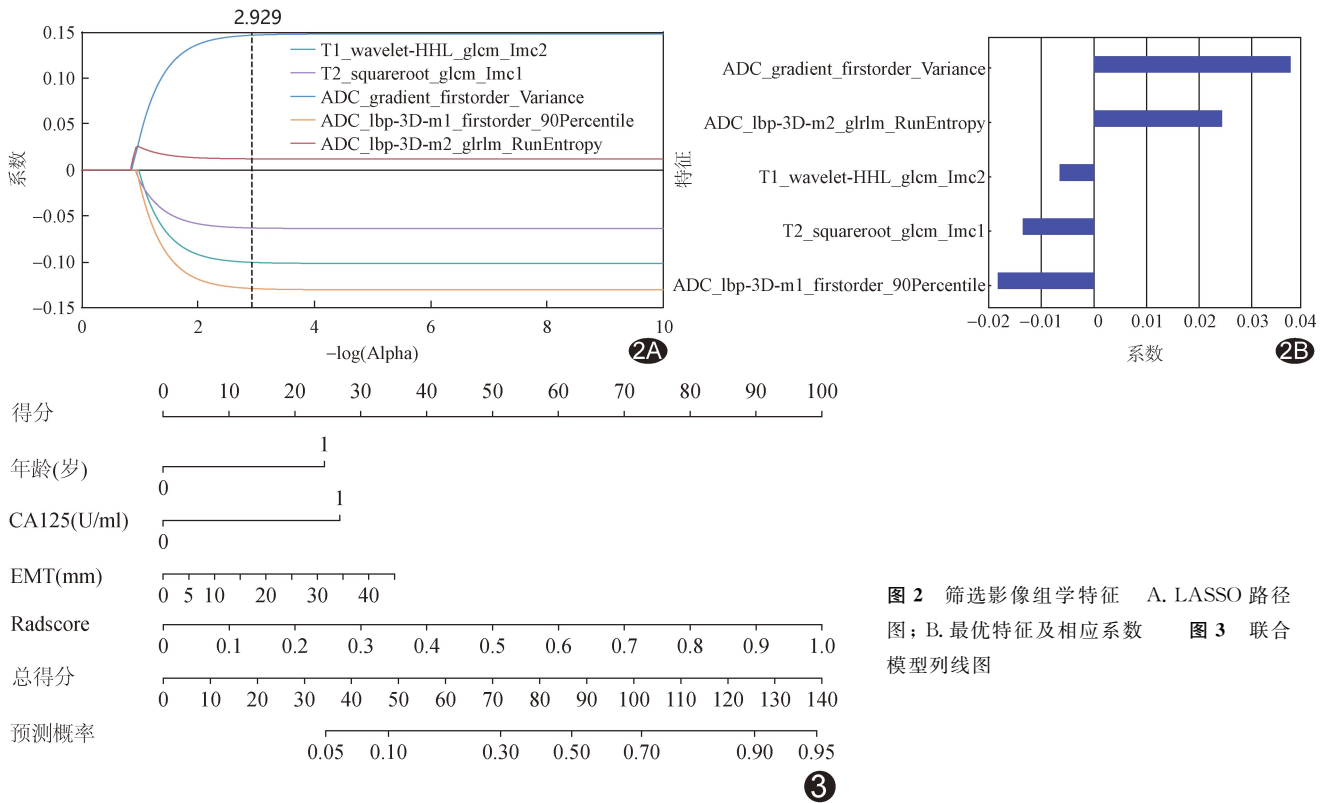 2.929
0.15
0.10
0.05
0
−0.05
−0.10
−0.15
系数
T1_wavelet-HHL_glcm_Imc2
T2_squareroot_glcm_Imc1
ADC_gradient_firstorder_Variance
ADC_lbp-3D-m1_firstorder_90Percentile
ADC_lbp-3D-m2_glrlm_RunEntropy
0 2 4 6 8 10
−log(Alpha)
2A
特征
ADC_gradient_firstorder_Variance
ADC_lbp-3D-m2_glrlm_RunEntropy
T1_wavelet-HHL_glcm_Imc2
T2_squareroot_glcm_Imc1
ADC_lbp-3D-m1_firstorder_90Percentile
−0.02 −0.01 0 0.01 0.02 0.03 0.04
系数
2B
0 10 20 30 40 50 60 70 80 90 100
得分
1
年龄(岁)
0
1
CA125(U/ml)
0
EMT(mm)
0 5 10 20 30 40
Radscore
0 0.1 0.2 0.3 0.4 0.5 0.6 0.7 0.8 0.9 1.0
总得分
0 10 20 30 40 50 60 70 80 90 100 110 120 130 140
预测概率
0.05 0.10 0.30 0.50 0.70 0.90 0.95
3
图 2 筛选影像组学特征 A. LASSO 路径
图；B. 最优特征及相应系数 图 3 联合
模型列线图